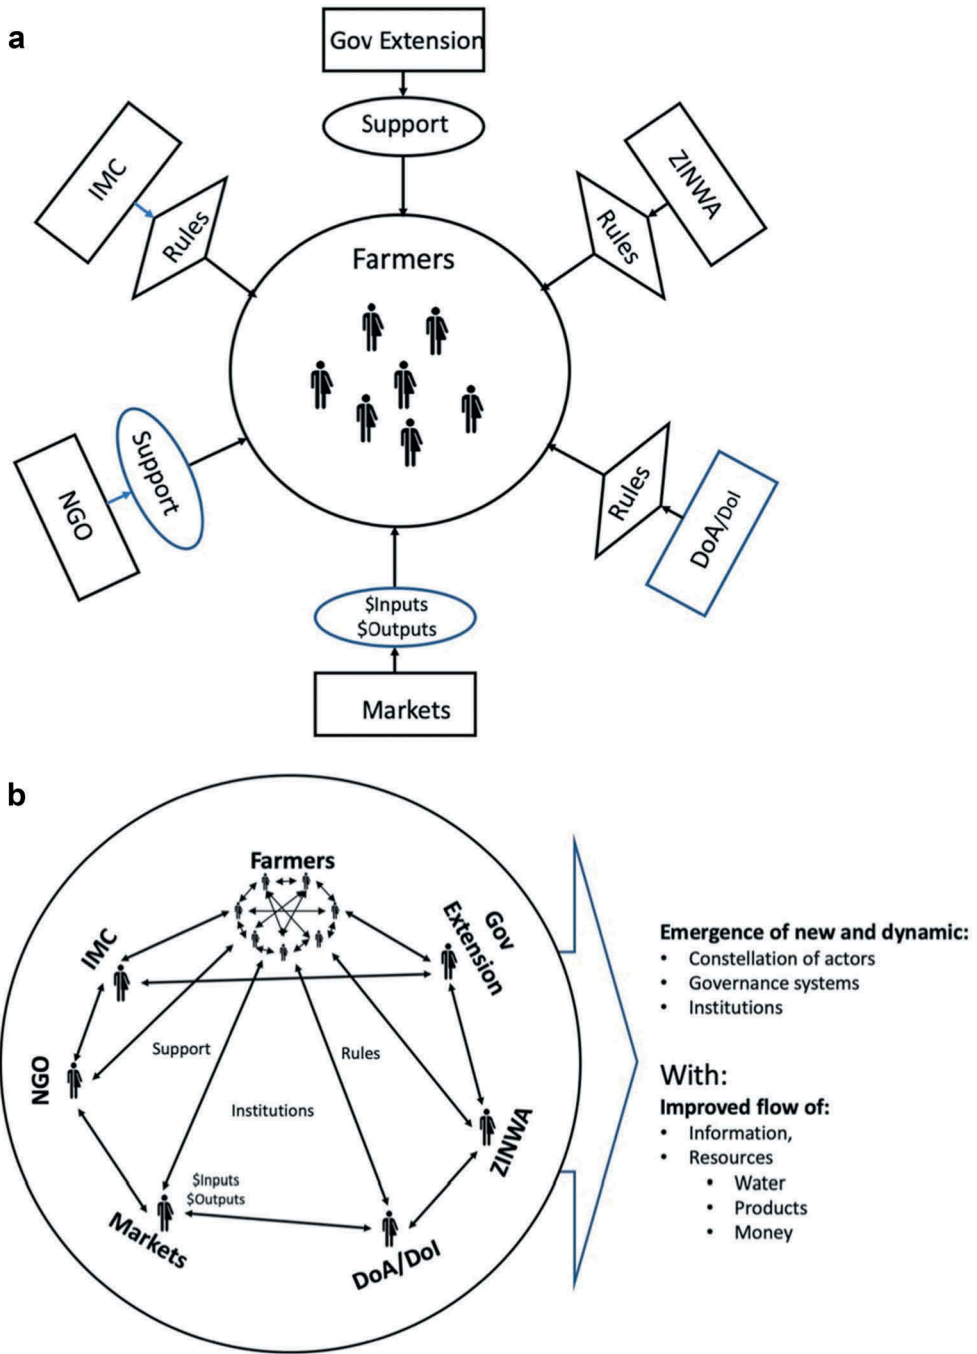 a
Gov Extension
Support
IMC
Rules
ZINWA
Rules
Farmers
NGO
Support
Rules
DoA/DoI
$Inputs
$Outputs
Markets
b
Farmers
IMC
Gov
Extension
NGO
Support
Rules
Institutions
ZINWA
$Inputs
$Outputs
Markets
DoA/DoI
Emergence of new and dynamic:
• Constellation of actors
• Governance systems
• Institutions
With:
Improved flow of:
• Information,
• Resources
• Water
• Products
• Money